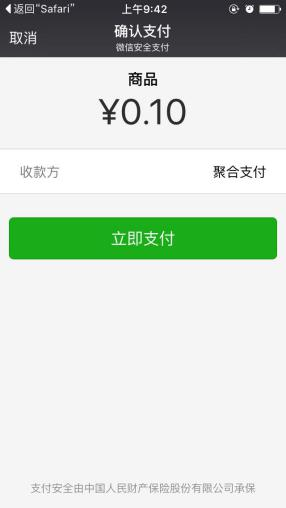 返回“Safari”
上午9:42
取消
确认支付
微信安全支付
商品
¥0.10
收款方
聚合支付
立即支付
支付安全由中国人民财产保险股份有限公司承保